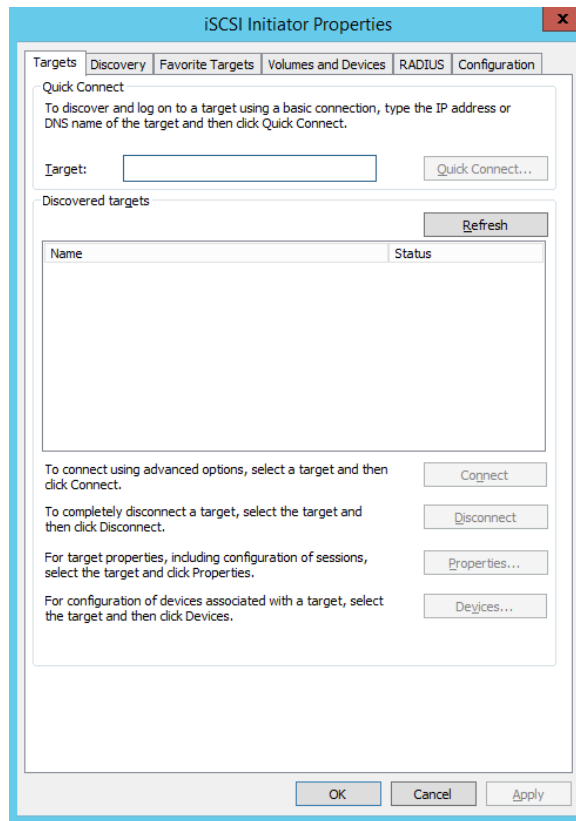 iSCSI Initiator Properties
x
Targets Discovery Favorite Targets Volumes and Devices RADIUS Configuration
Quick Connect
To discover and log on to a target using a basic connection, type the IP address or
DNS name of the target and then click Quick Connect.
Target: Quick Connect...
Discovered targets
Refresh
Name Status
To connect using advanced options, select a target and then
click Connect.
Connect
To completely disconnect a target, select the target and
then click Disconnect.
Disconnect
For target properties, including configuration of sessions,
select the target and click Properties.
Properties...
For configuration of devices associated with a target, select
the target and then click Devices.
Devices...
OK Cancel Apply